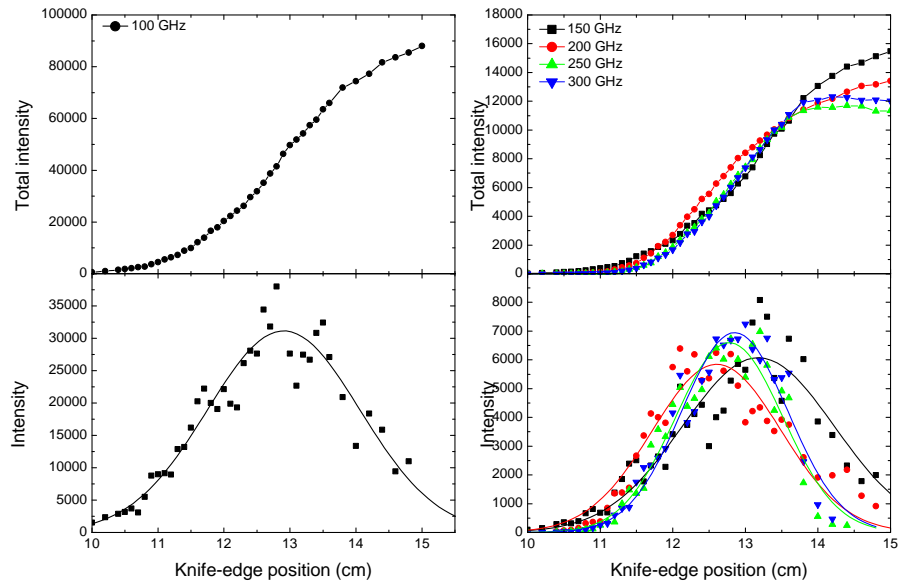 100 GHz
Total intensity
100000
80000
60000
40000
20000
0
Intensity
35000
30000
25000
20000
15000
10000
5000
0
10 11 12 13 14 15
Knife-edge position (cm)
150 GHz
200 GHz
250 GHz
300 GHz
Total intensity
18000
16000
14000
12000
10000
8000
6000
4000
2000
0
Intensity
8000
7000
6000
5000
4000
3000
2000
1000
0
10 11 12 13 14 15
Knife-edge position (cm)